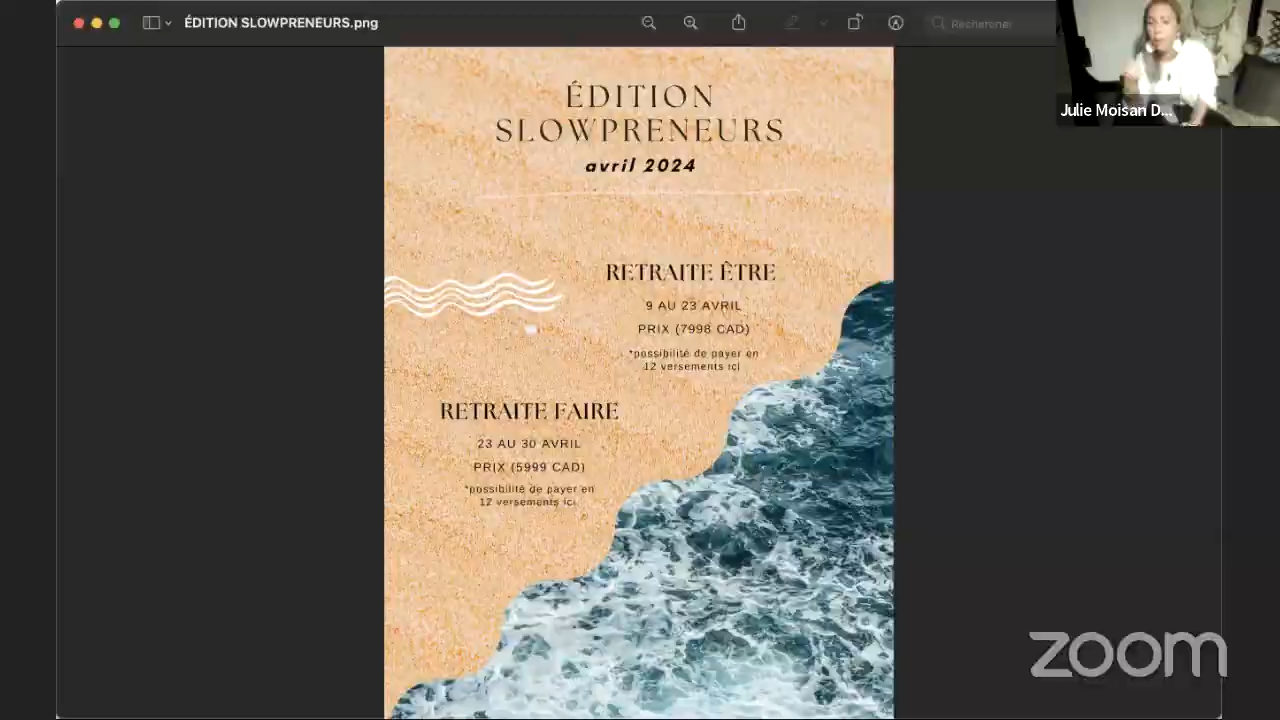 ÉDITION SLOWPRENEURS.png
Rechercher
Julie Moisan D...
ÉDITION
SLOWPRENEURS
avril 2024
RETRAITE ÊTRE
9 AU 23 AVRIL
PRIX (7998 CAD)
*possibilité de payer en
12 versements ici
RETRAITE FAIRE
23 AU 30 AVRIL
PRIX (5999 CAD)
*possibilité de payer en
12 versements ici
zoom